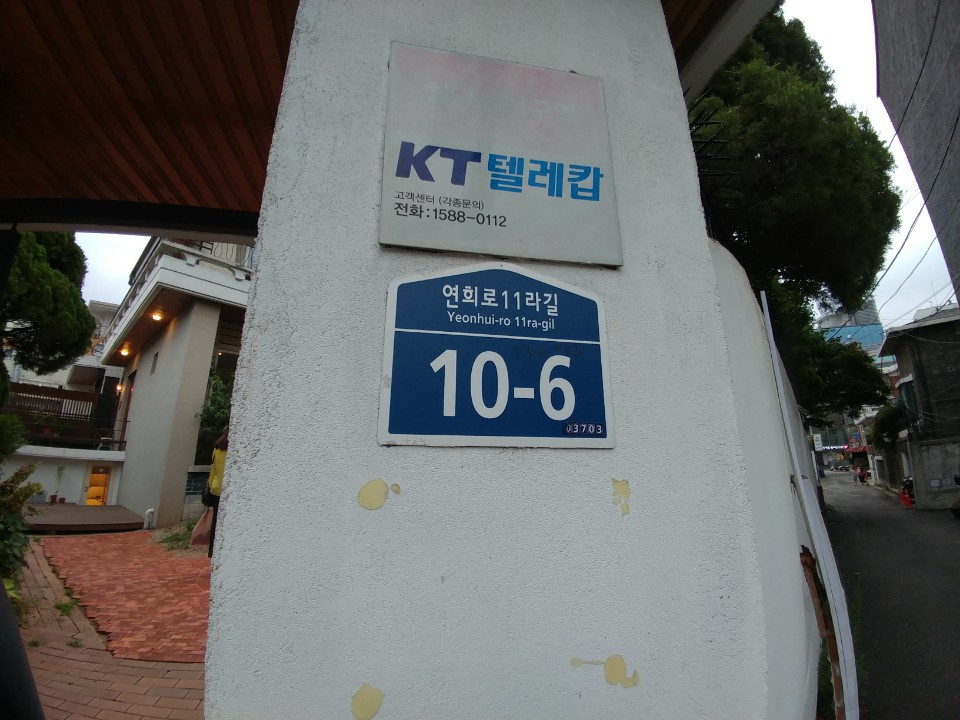 KT 텔레캅
고객센터 (각종문의)
전화:1588-0112
연희로11라길
Yeonhui-ro 11ra-gil
10-6
03703